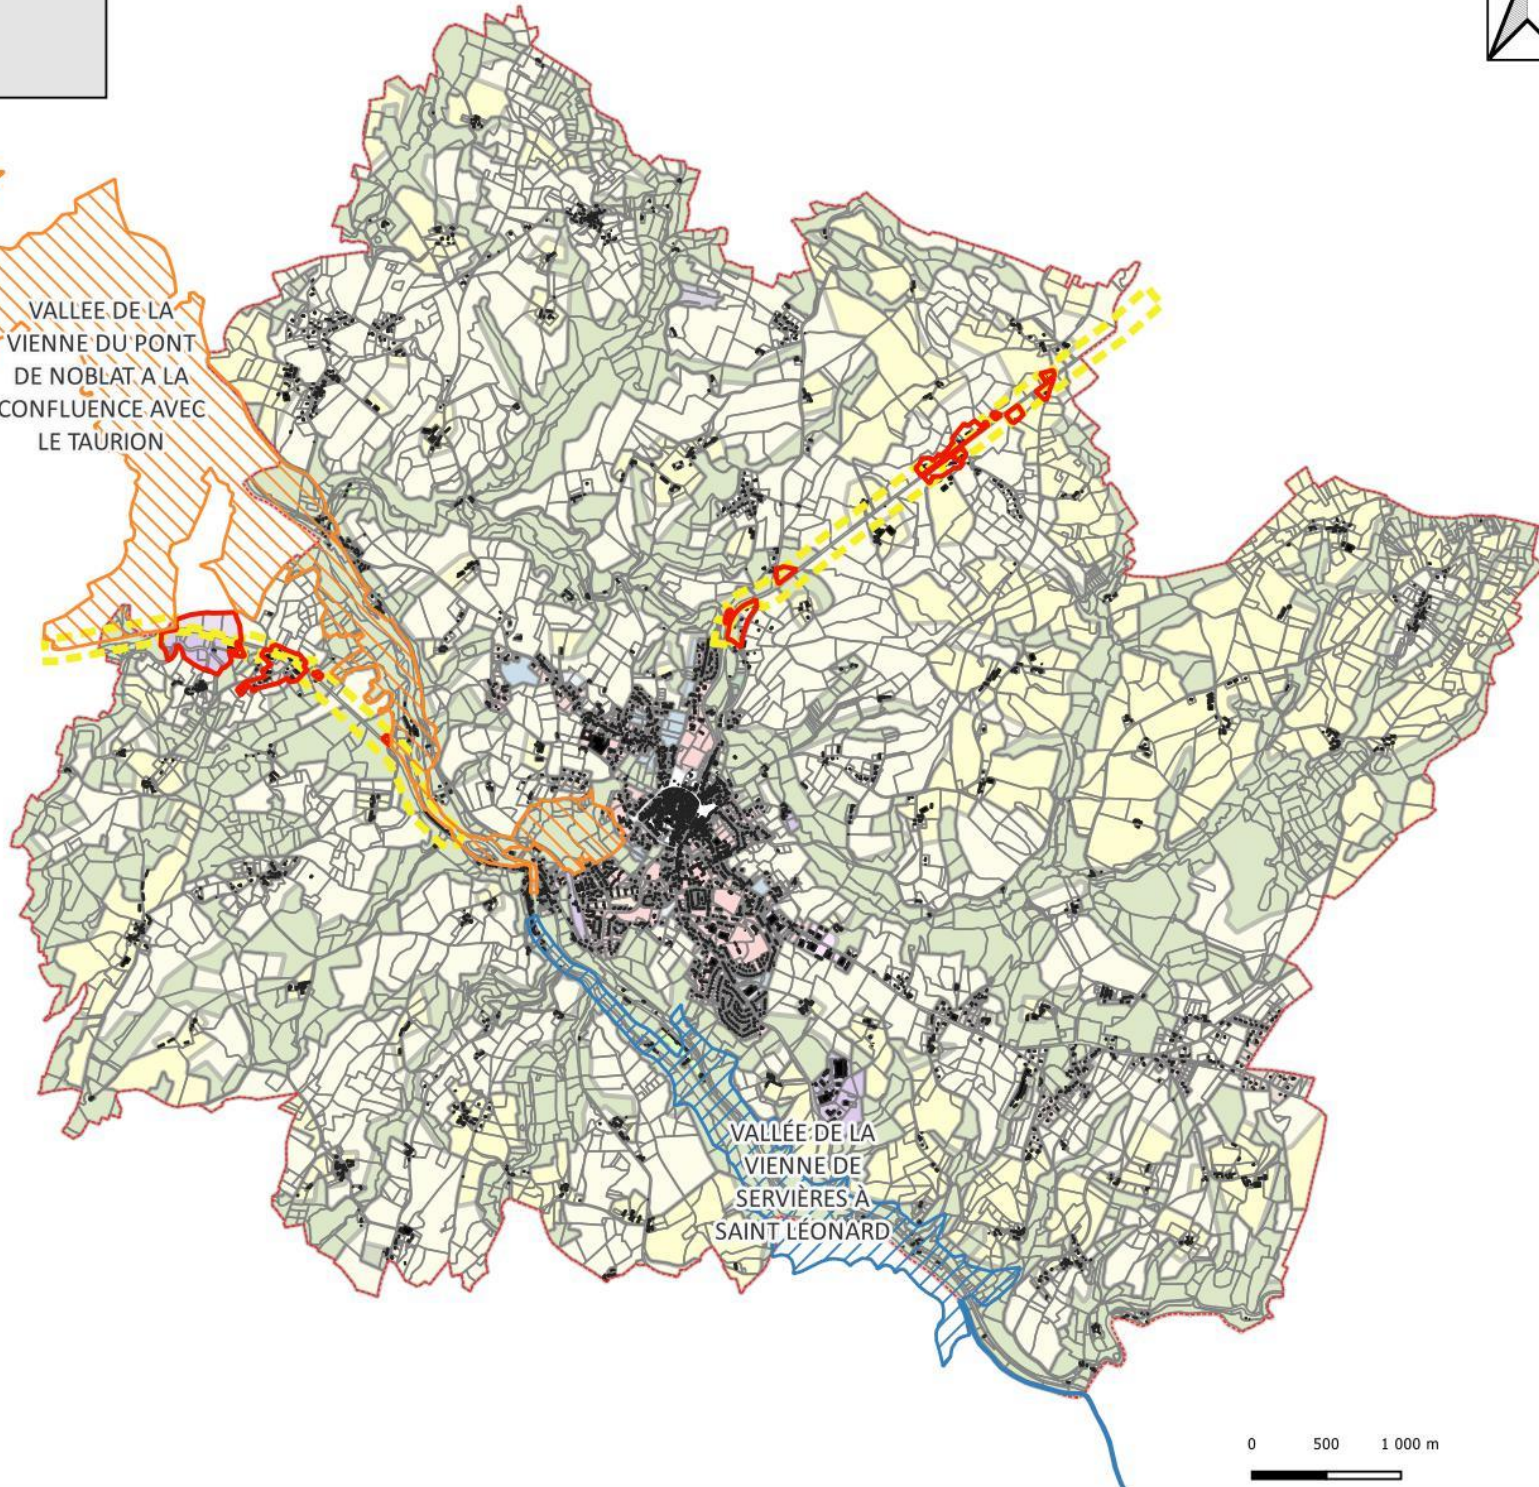 VALLEE DE LA
VIENNE DU PONT
DE NOBLAT A LA
CONFLUENCE AVEC
LE TAURION
VALLÉE DE LA
VIENNE DE
SERVIÈRES À
SAINT LÉONARD
0 500 1 000 m